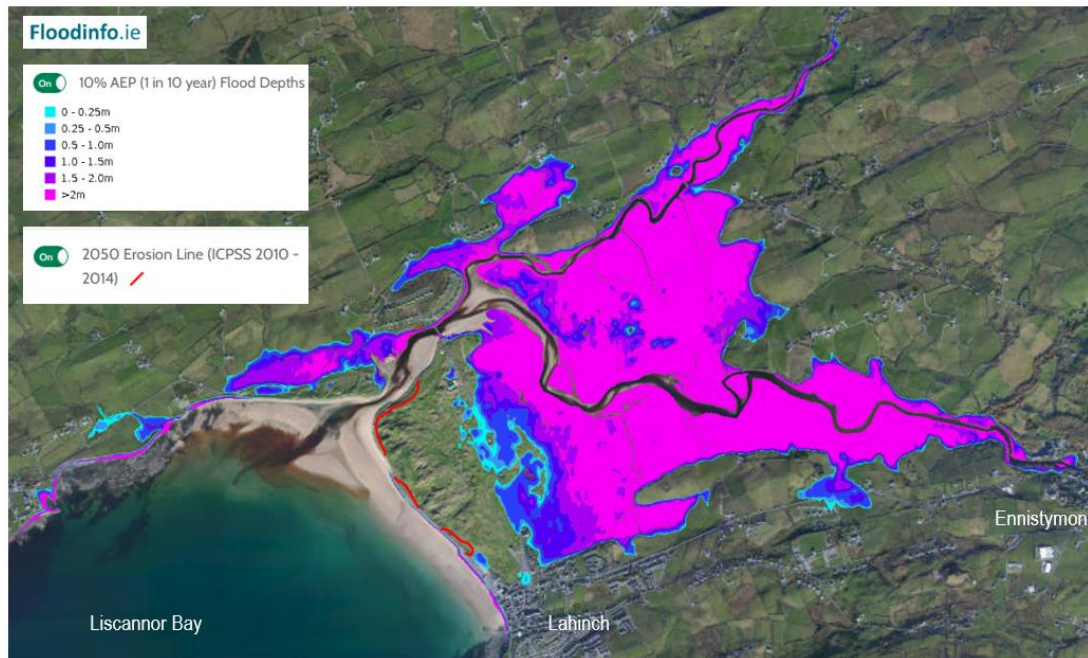 Floodinfo.ie
On 10% AEP (1 in 10 year) Flood Depths
0 - 0.25m
0.25 - 0.5m
0.5 - 1.0m
1.0 - 1.5m
1.5 - 2.0m
>2m
On 2050 Erosion Line (ICPSS 2010 -
2014)
Ennistymon
Liscannor Bay
Lahinch